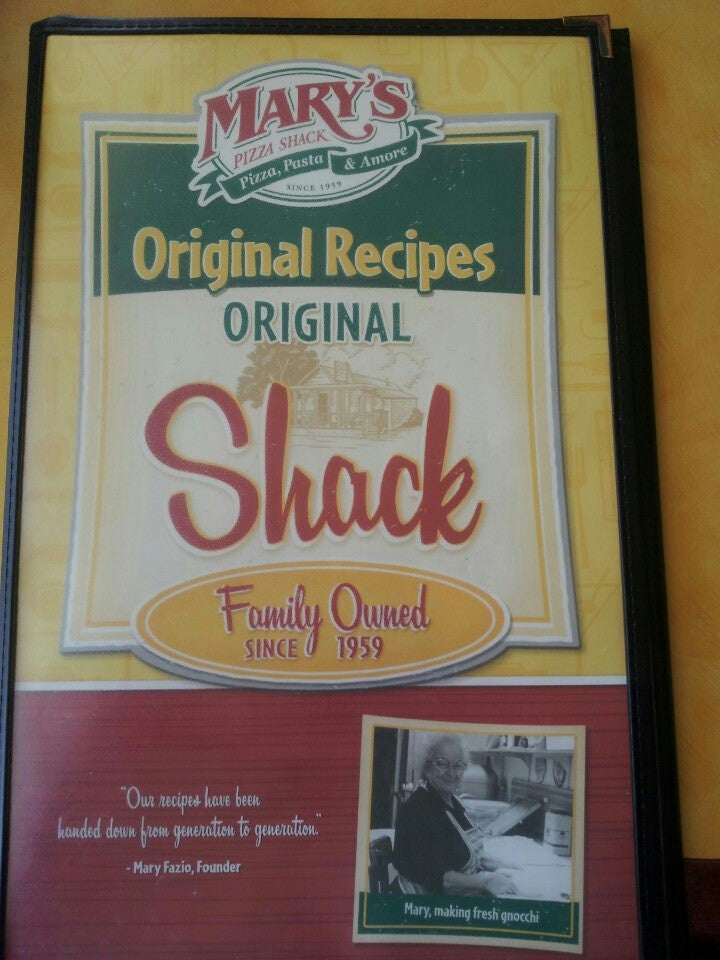 MARY'S
PIZZA SHACK
Pizza, Pasta & Amore
SINCE 1959
Original Recipes
ORIGINAL
Shack
Family Owned
SINCE 1959
"Our recipes have been
handed down from generation to generation."
- Mary Fazio, Founder
Mary, making fresh gnocchi